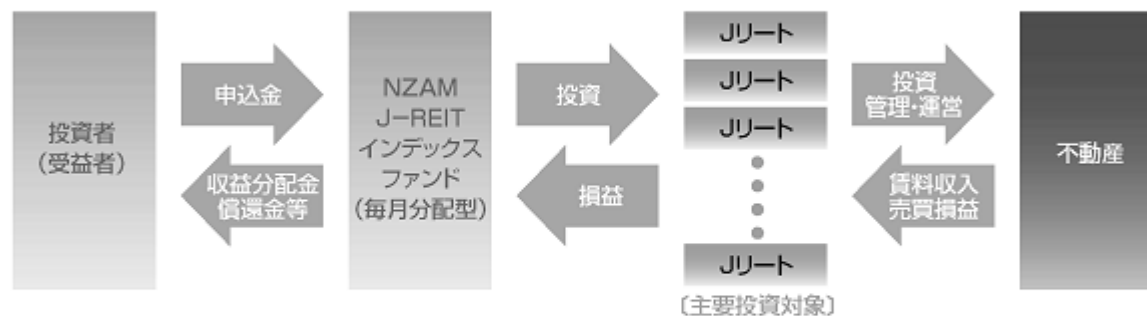 投資者
（受益者）
申込金
収益分配金
償還金等
NZAM
J-REIT
インデックス
ファンド
（毎月分配型）
投資
損益
Jリート
Jリート
Jリート
Jリート
〔主要投資対象〕
投資
管理・運営
賃料収入
売買損益
不動産